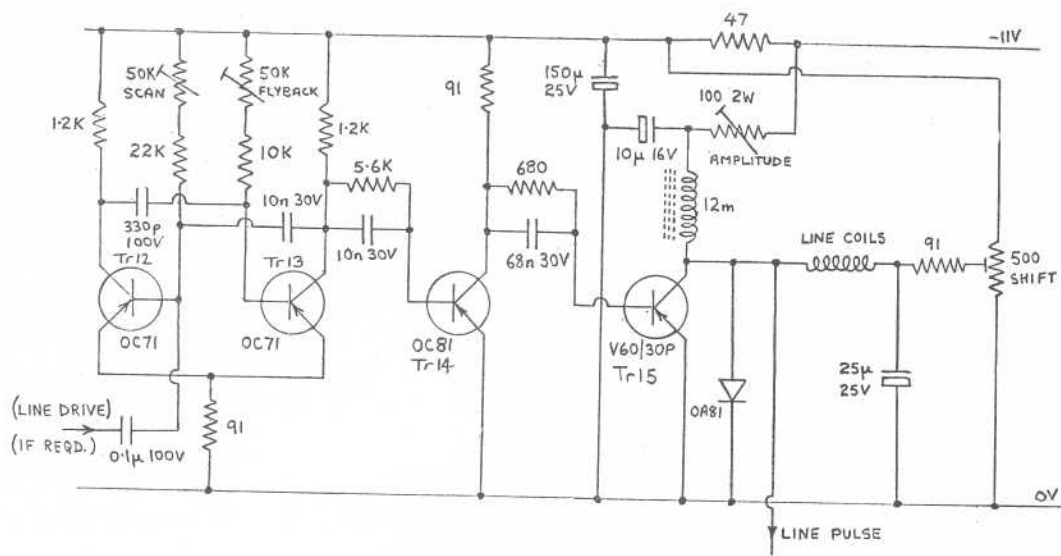 47
-11V
50K
SCAN
50K
FLYBACK
91
150µ
25V
100 2W
1.2K
1.2K
10µ 16V
AMPLITUDE
22K
10K
5.6K
680
12m
10n 30V
330p
100V
10n 30V
68n 30V
LINE COILS
91
500
SHIFT
Tr12
Tr13
OC71
OC71
OC81
Tr14
V60/30P
Tr15
OA81
25µ
25V
(LINE DRIVE)
(IF REQD.)
0.1µ 100V
91
0V
LINE PULSE